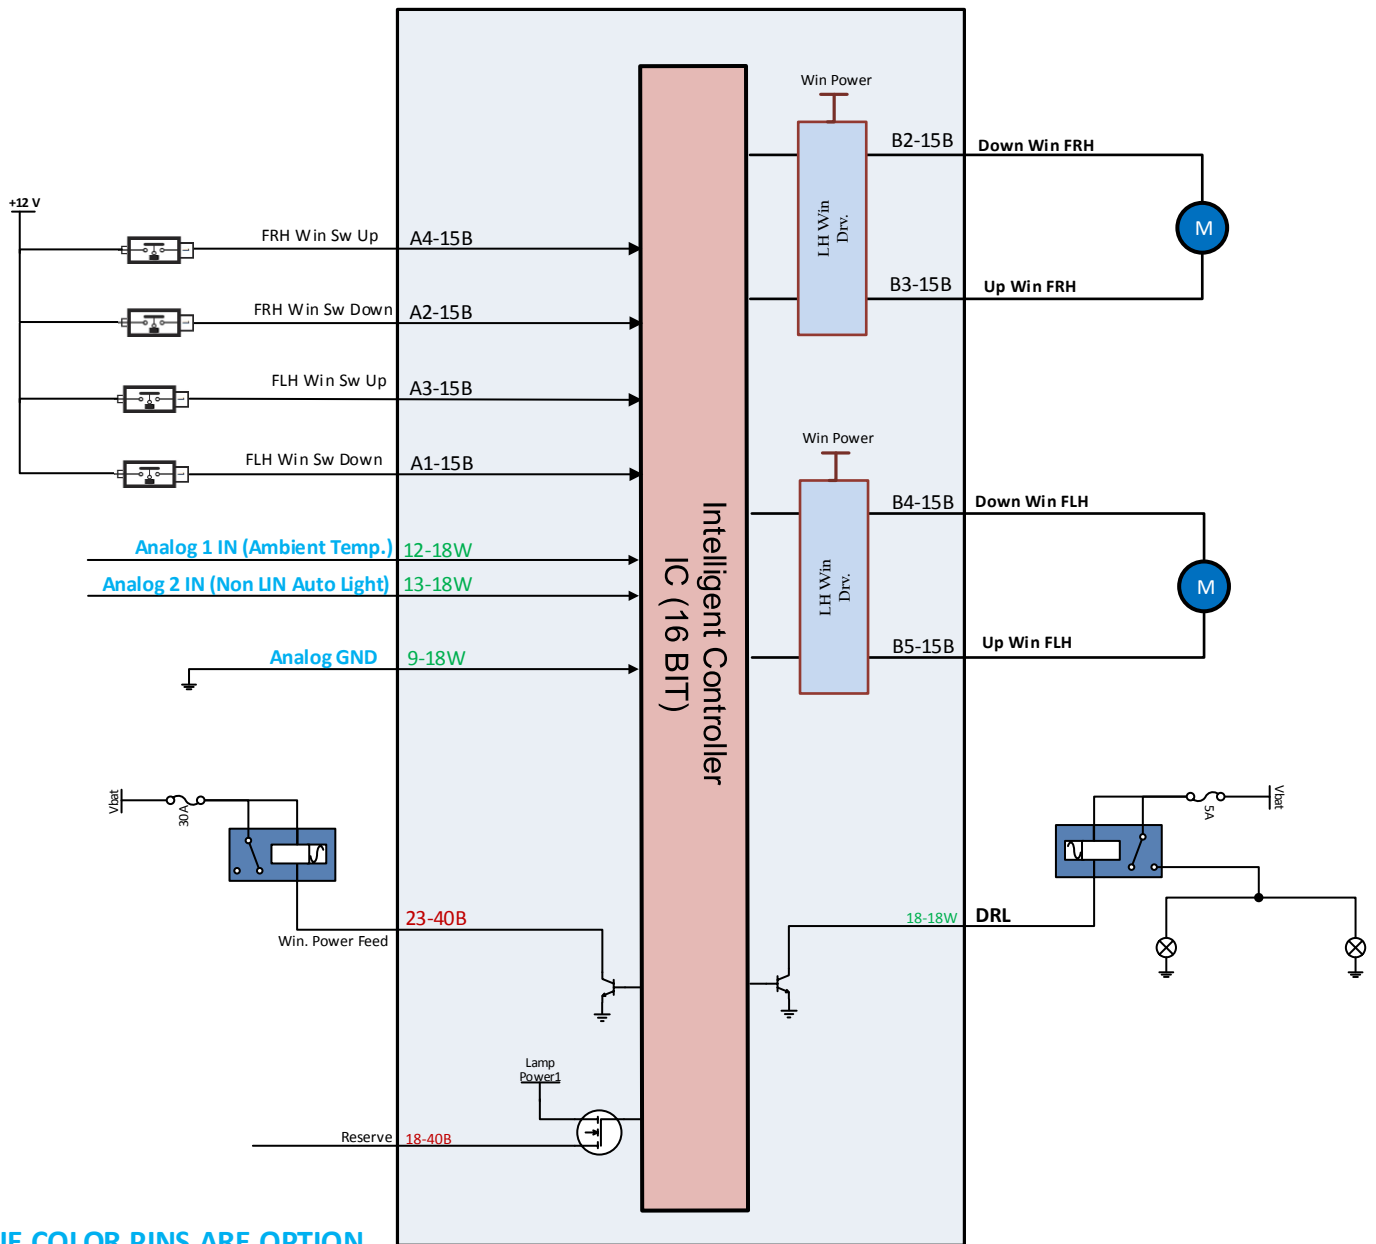 Win Power
B2-15B
Down Win FRH
+12 V
LH Win
Drv.
M
FRH Win Sw Up
A4-15B
B3-15B
Up Win FRH
FRH Win Sw Down
A2-15B
FLH Win Sw Up
A3-15B
Win Power
FLH Win Sw Down
A1-15B
B4-15B
Down Win FLH
Intelligent Controller
IC (16 BIT)
Analog 1 IN (Ambient Temp.)
12-18W
Analog 2 IN (Non LIN Auto Light)
13-18W
LH Win
Drv.
M
Analog GND
9-18W
B5-15B
Up Win FLH
Vbat
30A
5A
Vbat
23-40B
Win. Power Feed
18-18W
DRL
Lamp
Power1
Reserve
18-40B
COLOR PINS ARE OPTION